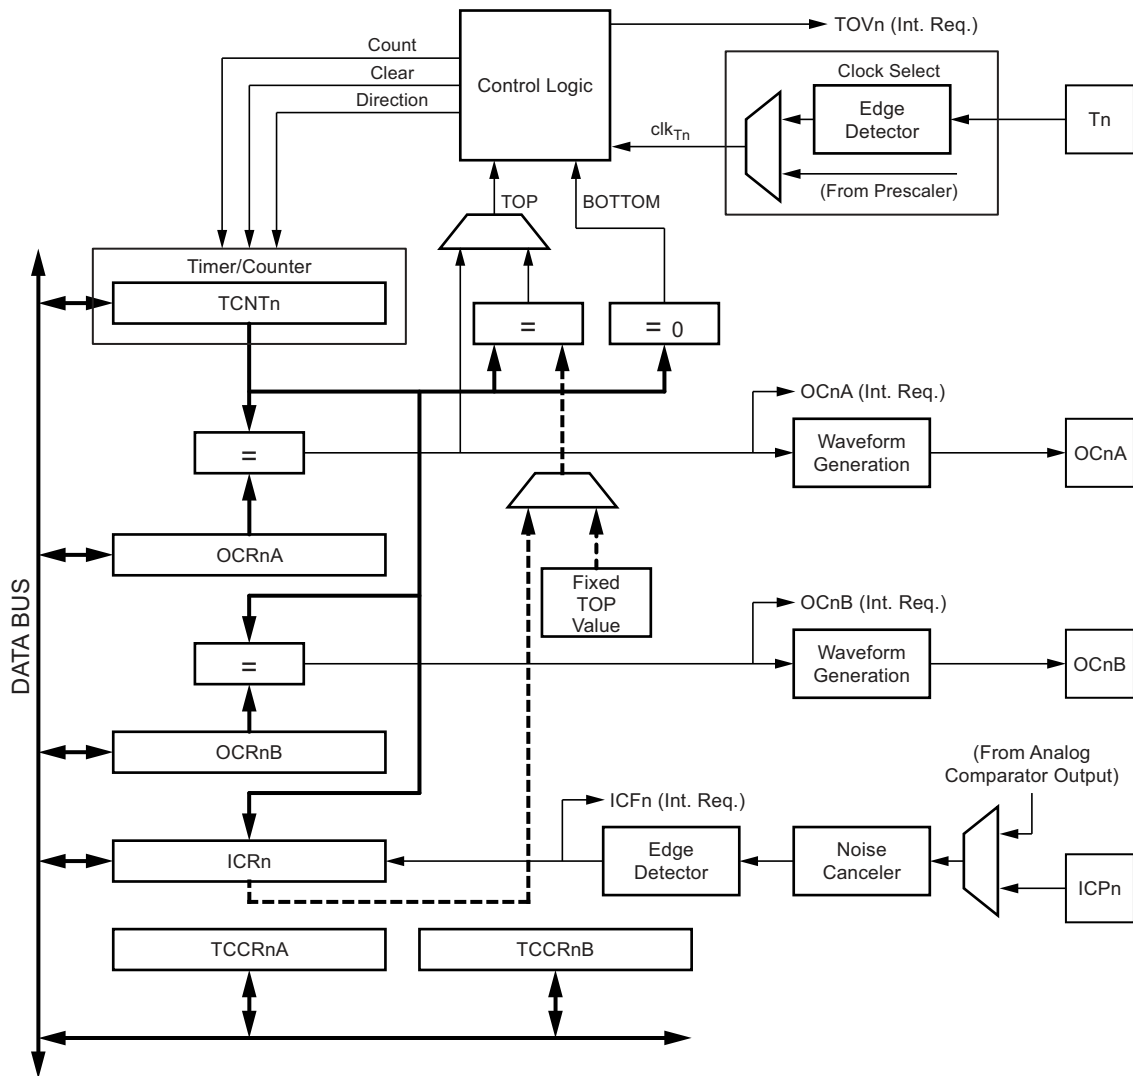 TOVn (Int. Req.)
Count
Clear
Direction
Control Logic
Clock Select
Edge
Detector
Tn
clkTn
(From Prescaler)
TOP
BOTTOM
Timer/Counter
TCNTn
=
= 0
OCnA (Int. Req.)
=
Waveform
Generation
OCnA
OCRnA
Fixed
TOP
Value
DATA BUS
OCnB (Int. Req.)
=
Waveform
Generation
OCnB
OCRnB
(From Analog
Comparator Output)
ICFn (Int. Req.)
ICRn
Edge
Detector
Noise
Canceler
ICPn
TCCRnA
TCCRnB